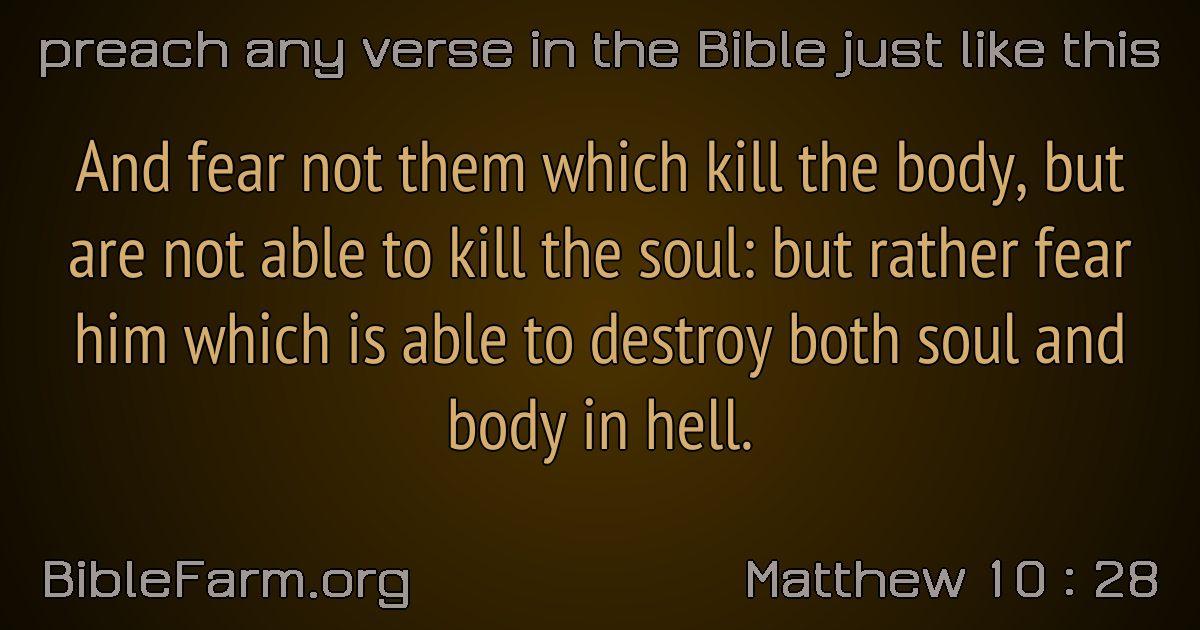 preach any verse in the Bible just like this
And fear not them which kill the body, but
are not able to kill the soul: but rather fear
him which is able to destroy both soul and
body in hell.
BibleFarm.org
Matthew 10 : 28